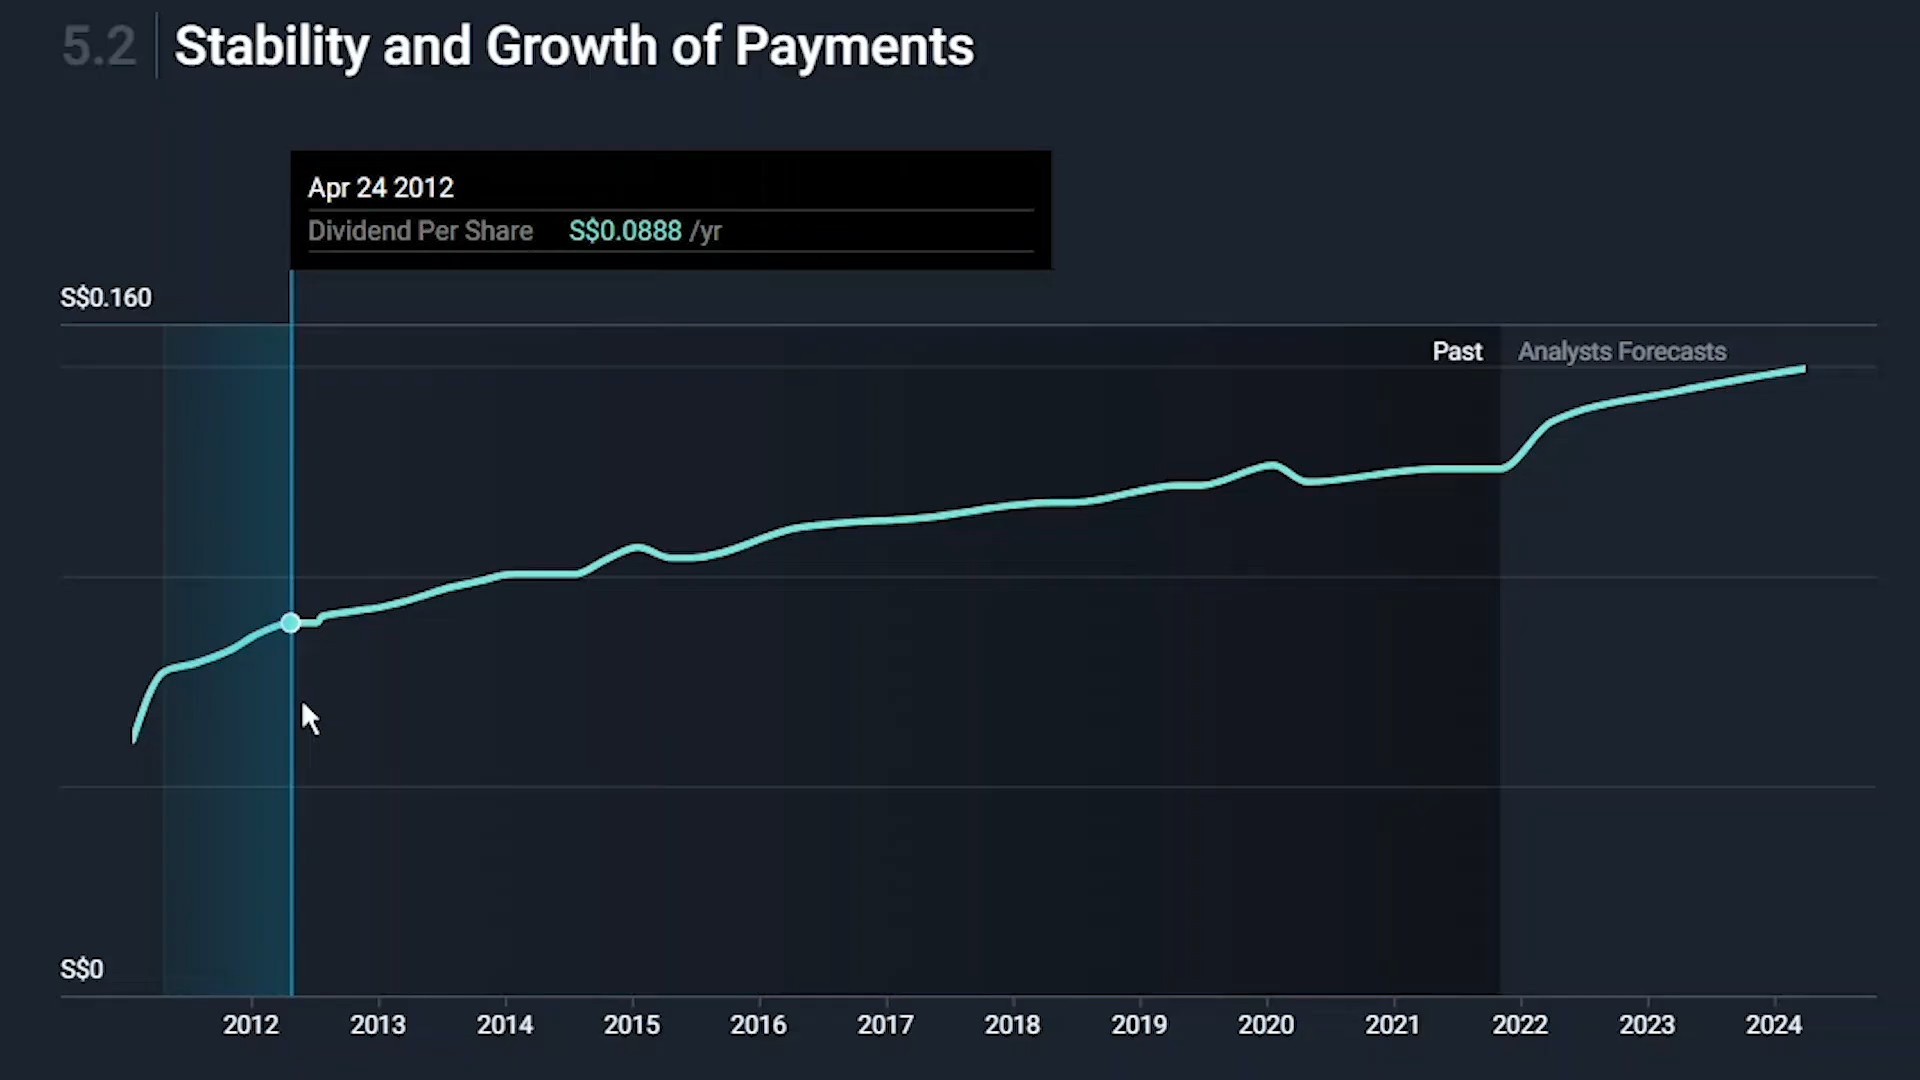 5.2 Stability and Growth of Payments
Apr 24 2012
Dividend Per Share S$0.0888 /yr
S$0.160
Past Analysts Forecasts
S$0
2012 2013 2014 2015 2016 2017 2018 2019 2020 2021 2022 2023 2024